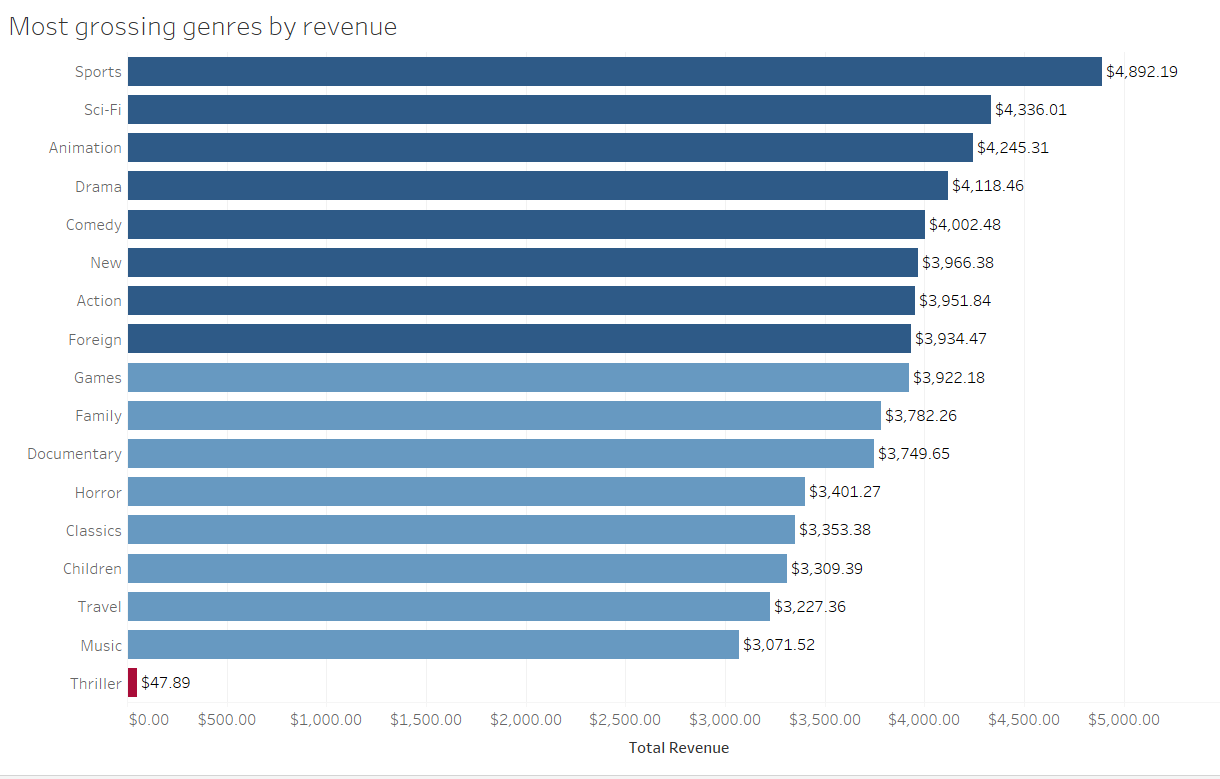 Most grossing genres by revenue
Sports $4,892.19
Sci-Fi $4,336.01
Animation $4,245.31
Drama $4,118.46
Comedy $4,002.48
New $3,966.38
Action $3,951.84
Foreign $3,934.47
Games $3,922.18
Family $3,782.26
Documentary $3,749.65
Horror $3,401.27
Classics $3,353.38
Children $3,309.39
Travel $3,227.36
Music $3,071.52
Thriller $47.89
$0.00 $500.00 $1,000.00 $1,500.00 $2,000.00 $2,500.00 $3,000.00 $3,500.00 $4,000.00 $4,500.00 $5,000.00
Total Revenue